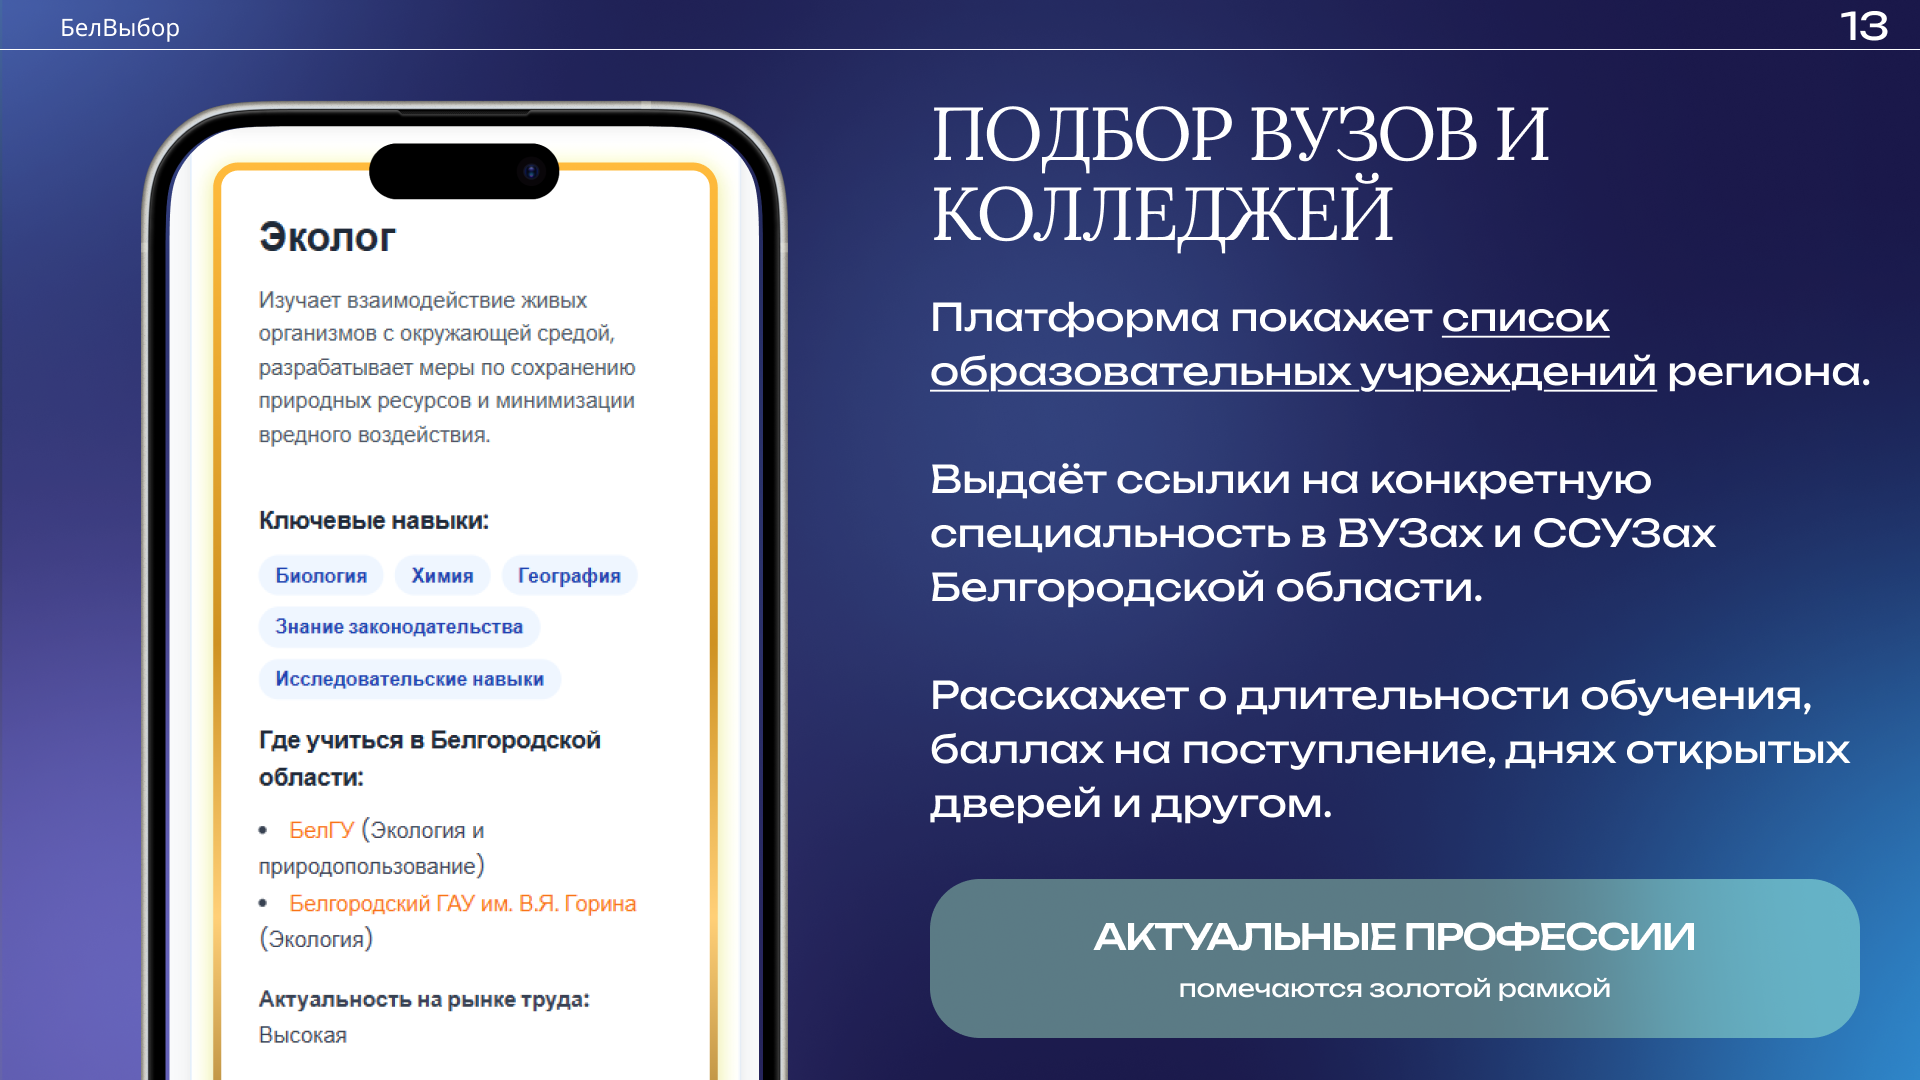 БелВыбор
13
Эколог
Изучает взаимодействие живых
организмов с окружающей средой,
разрабатывает меры по сохранению
природных ресурсов и минимизации
вредного воздействия.
Ключевые навыки:
Биология Химия География
Знание законодательства
Исследовательские навыки
Где учиться в Белгородской
области:
• БелГУ (Экология и
природопользование)
• Белгородский ГАУ им. В.Я. Горина
(Экология)
Актуальность на рынке труда:
Высокая
ПОДБОР ВУЗОВ И
КОЛЛЕДЖЕЙ
Платформа покажет список
образовательных учреждений региона.
Выдаёт ссылки на конкретную
специальность в ВУЗах и ССУЗах
Белгородской области.
Расскажет о длительности обучения,
баллах на поступление, днях открытых
дверей и другом.
АКТУАЛЬНЫЕ ПРОФЕССИИ
помечаются золотой рамкой